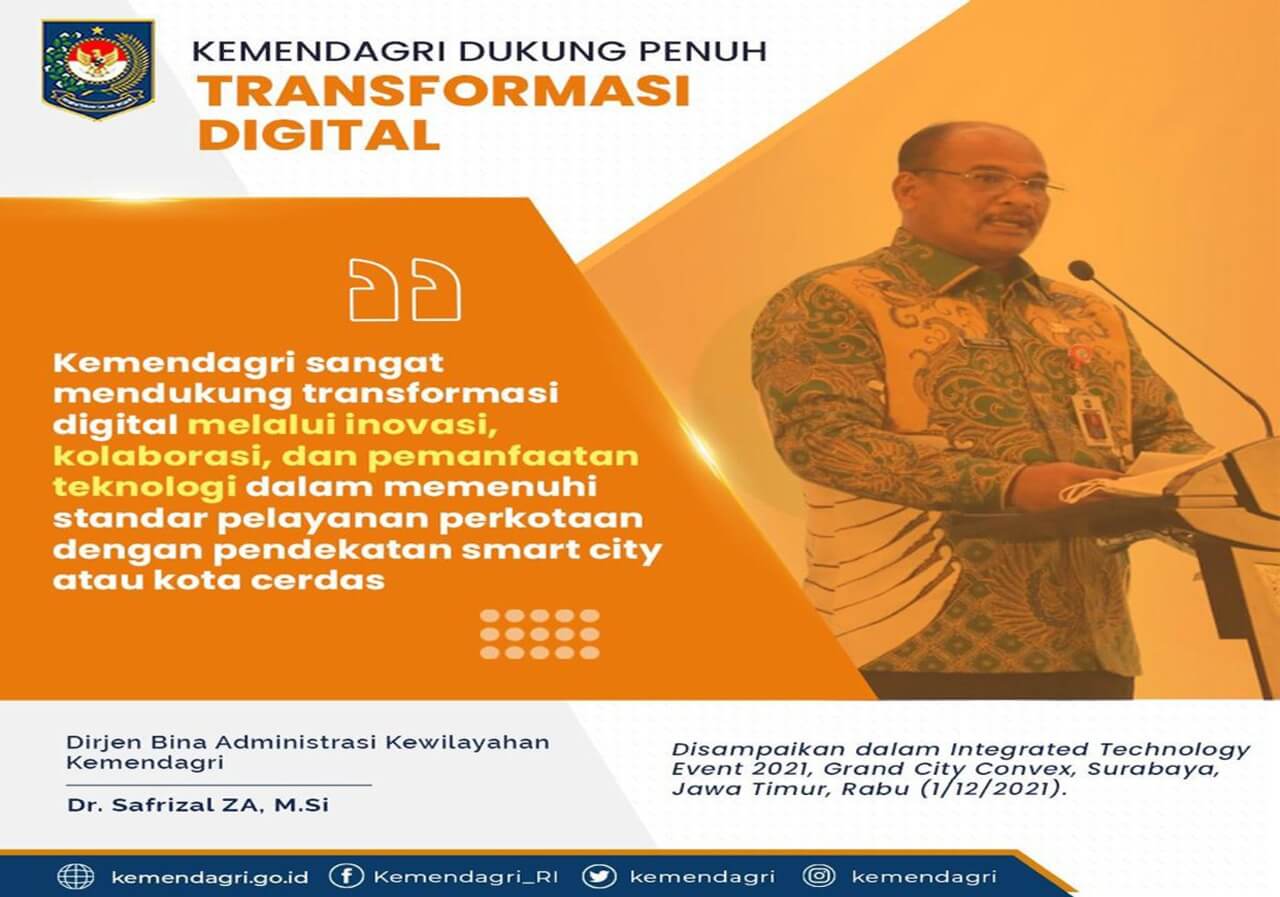 KEMENDAGRI DUKUNG PENUH
TRANSFORMASI
DIGITAL
Kemendagri sangat
mendukung transformasi
digital melalui inovasi,
kolaborasi, dan pemanfaatan
teknologi dalam memenuhi
standar pelayanan perkotaan
dengan pendekatan smart city
atau kota cerdas
Dirjen Bina Administrasi Kewilayahan
Kemendagri
Dr. Safrizal ZA, M.Si
Disampaikan dalam Integrated Technology
Event 2021, Grand City Convex, Surabaya,
Jawa Timur, Rabu (1/12/2021).
kemendagri.go.id Kemendagri_RI kemendagri kemendagri